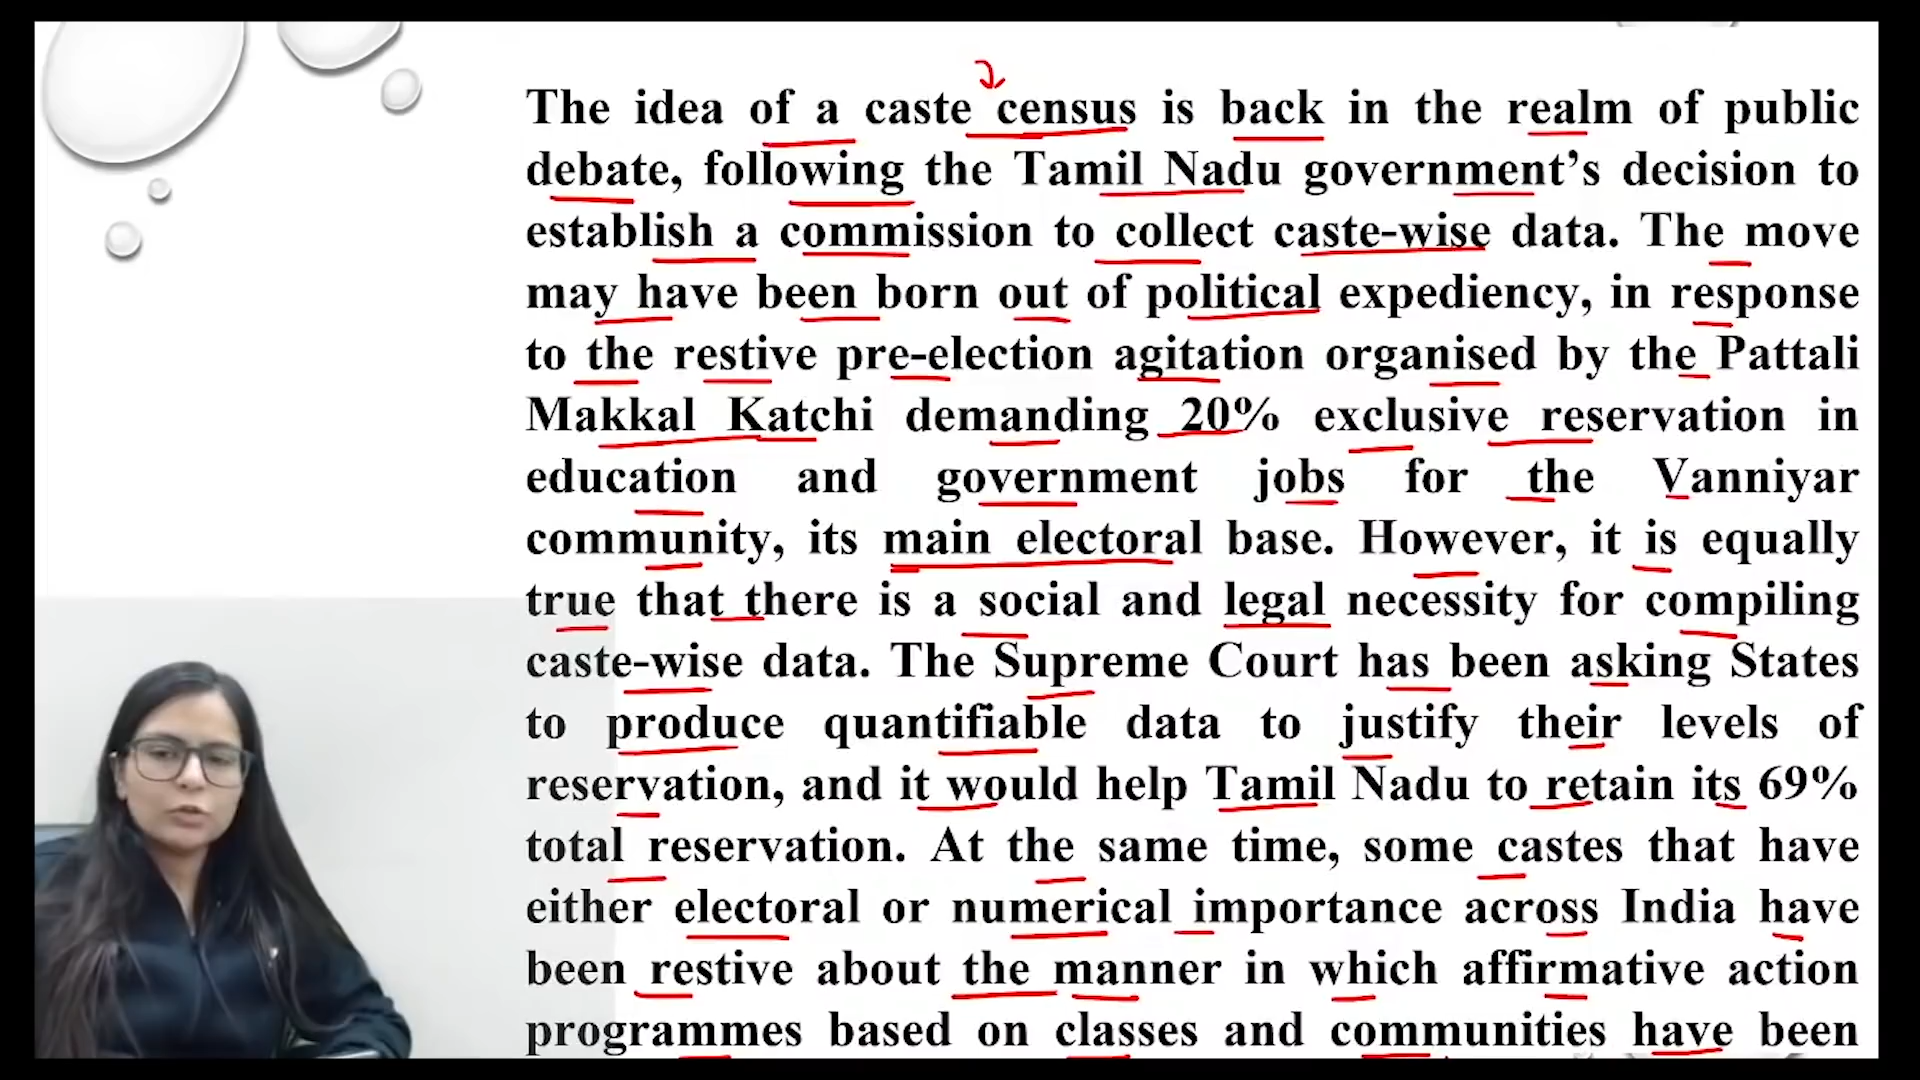 The idea of a caste census is back in the realm of public
debate, following the Tamil Nadu government’s decision to
establish a commission to collect caste-wise data. The move
may have been born out of political expediency, in response
to the restive pre-election agitation organised by the Pattali
Makkal Katchi demanding 20% exclusive reservation in
education and government jobs for the Vanniyar
community, its main electoral base. However, it is equally
true that there is a social and legal necessity for compiling
caste-wise data. The Supreme Court has been asking States
to produce quantifiable data to justify their levels of
reservation, and it would help Tamil Nadu to retain its 69%
total reservation. At the same time, some castes that have
either electoral or numerical importance across India have
been restive about the manner in which affirmative action
programmes based on classes and communities have been